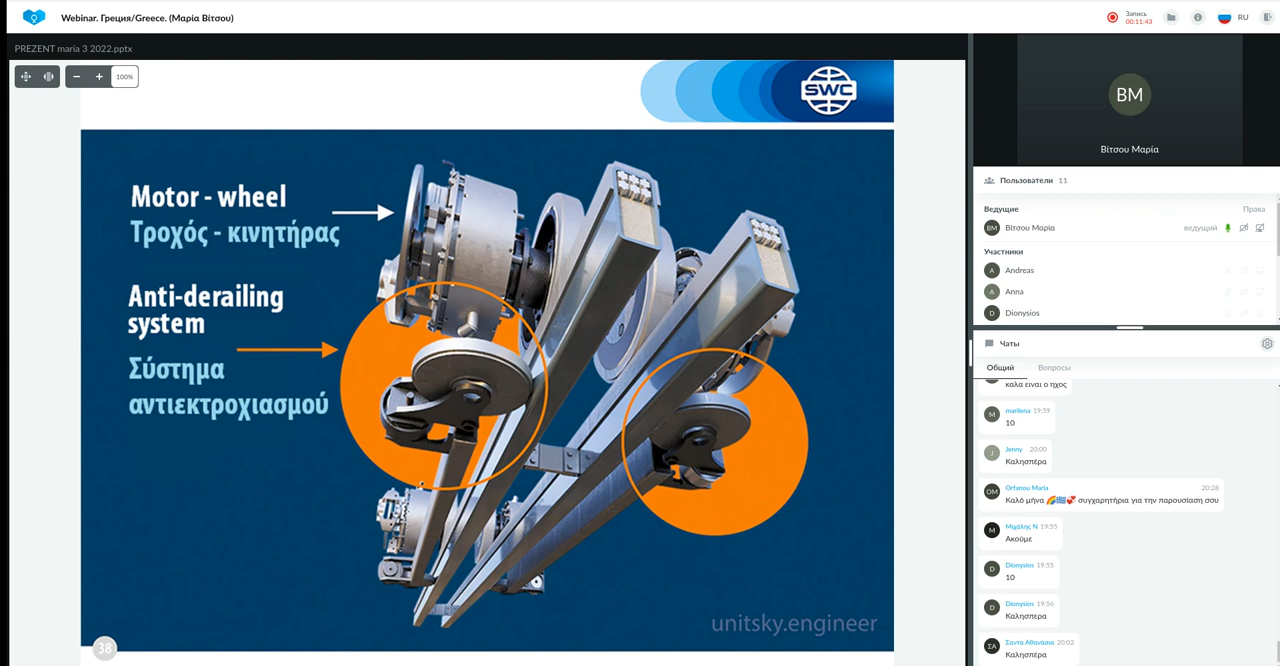 Webinar. Греция/Greece. (Μαρία Βίτσου)
Запись
00:11:43
RU
PREZENT maria 3 2022.pptx
100%
SWC
Motor - wheel
Τροχός - κινητήρας
Anti-derailing
system
Σύστημα
αντιεκτροχιασμού
unitsky.engineer
38
BM
Βίτσου Μαρία
Пользователи 11
Ведущие Права
BM Βίτσου Μαρία ведущий
Участники
A Andreas
A Anna
D Dionysios
Чаты
Общий Вопросы
καλα ειναι ο ηχος
M marilena 19:59
10
J Jenny 20:00
Καλησπέρα
OM Orfanou Maria 20:28
Καλό μήνα 🌈🇬🇷💞 συγχαρητήρια για την παρουσίαση σου
M Μιχάλης Ν 19:55
Ακούμε
D Dionysios 19:55
10
D Dionysios 19:56
Καλησπερα
ΣΑ Σαντα Αθανάσια 20:02
Καλησπέρα